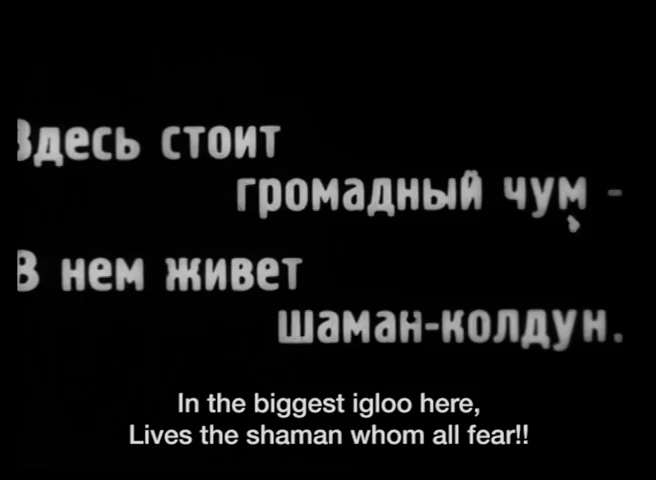 Здесь стоит
громадный чум -
В нем живет
шаман-колдун.
In the biggest igloo here,
Lives the shaman whom all fear!!